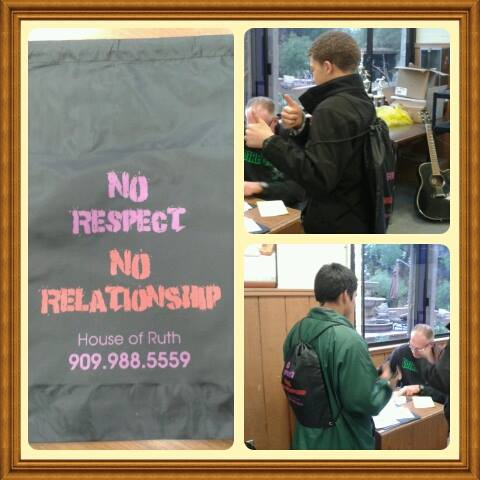 NO
RESPECT
NO
RELATIONSHIP
House of Ruth
909.988.5559